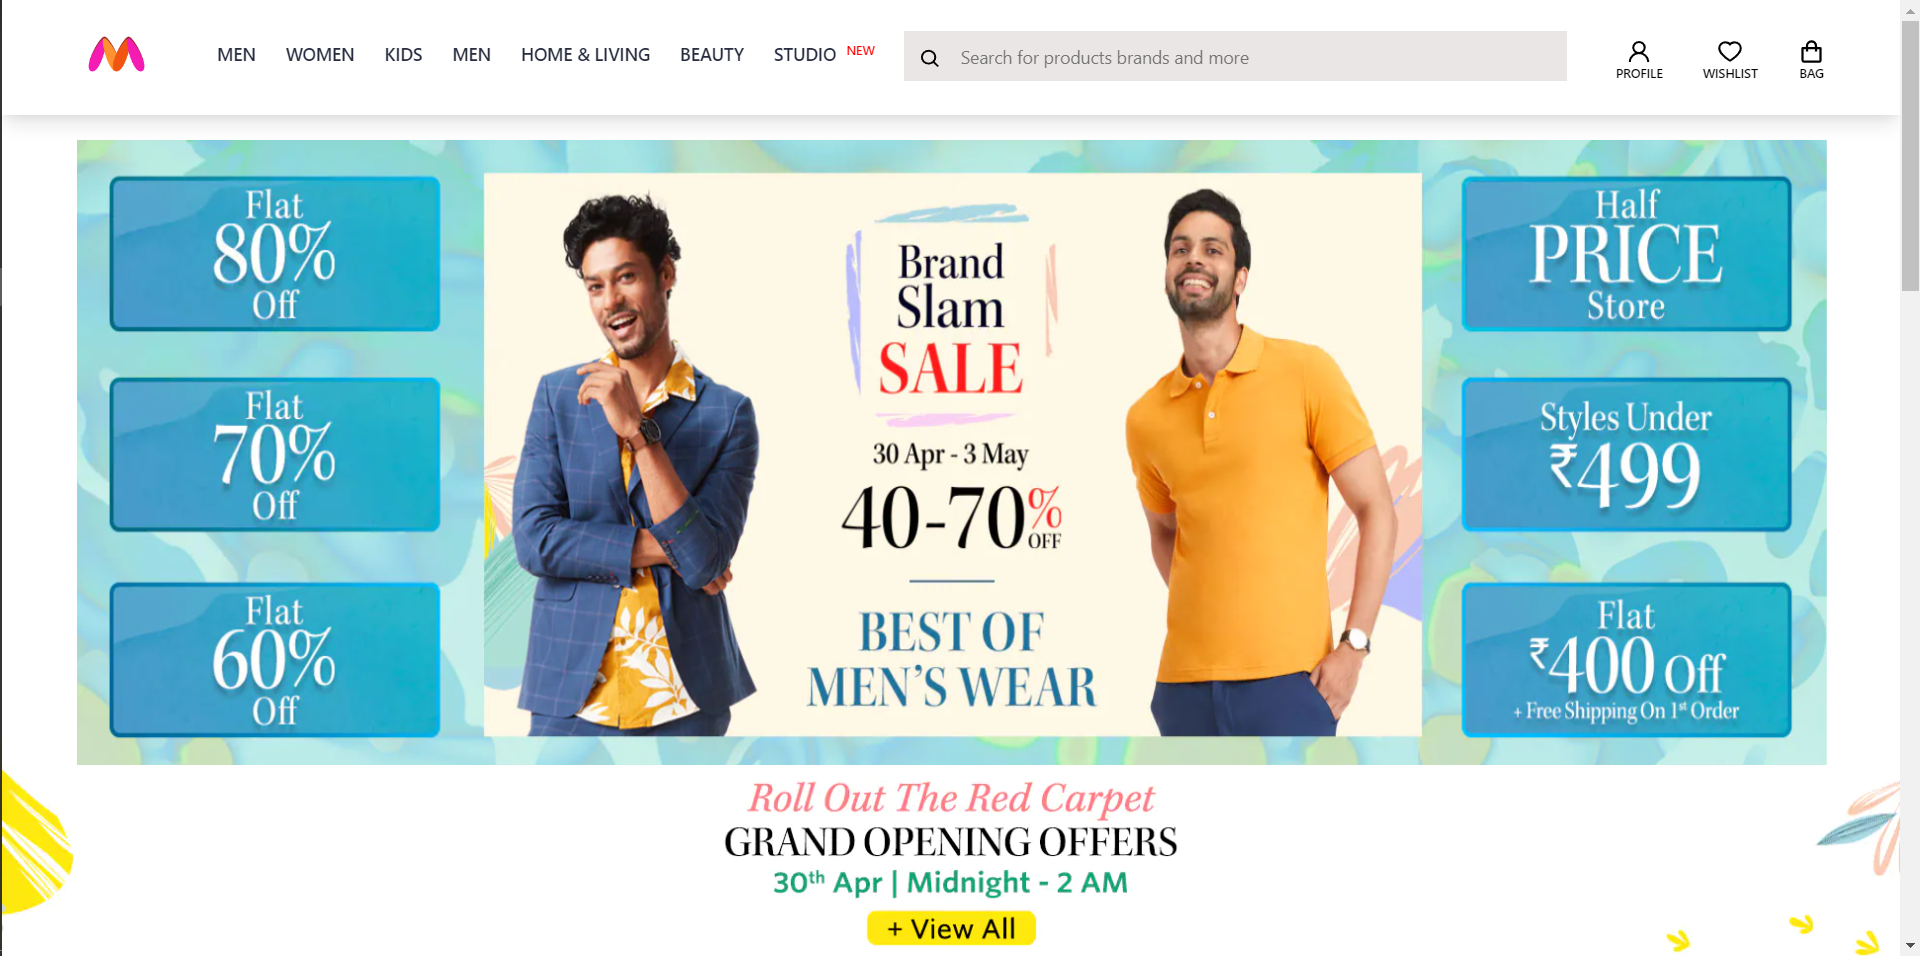 MEN WOMEN KIDS MEN HOME & LIVING BEAUTY STUDIO NEW
Search for products brands and more
PROFILE WISHLIST BAG
Flat
80%
Off
Flat
70%
Off
Flat
60%
Off
Brand
Slam
SALE
30 Apr - 3 May
40-70% OFF
BEST OF
MEN'S WEAR
Half
PRICE
Store
Styles Under
₹499
Flat
₹400 Off
+ Free Shipping On 1st Order
Roll Out The Red Carpet
GRAND OPENING OFFERS
30th Apr | Midnight - 2 AM
+ View All